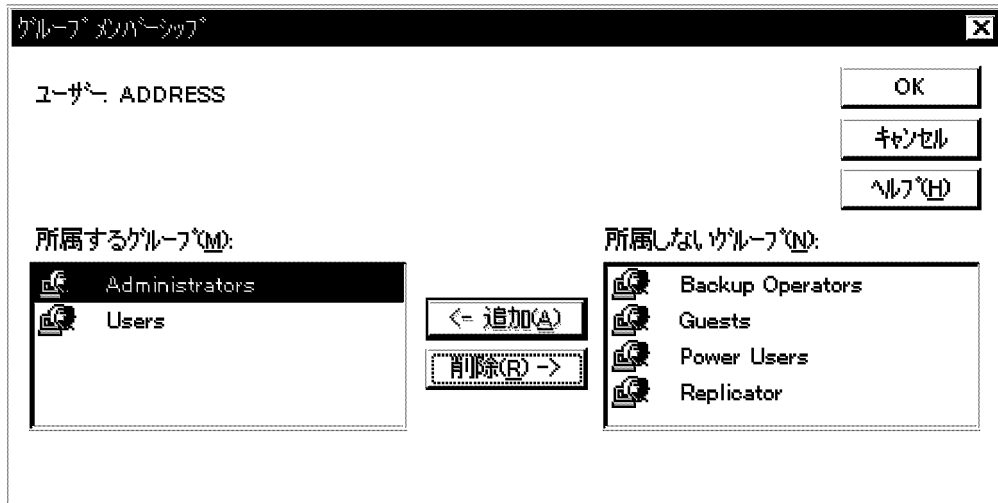 ｸﾞﾙｰﾌﾟ ﾒﾝﾊﾞｰｼｯﾌﾟ
ﾕｰｻﾞｰ: ADDRESS
OK
ｷｬﾝｾﾙ
ﾍﾙﾌﾟ(H)
所属するｸﾞﾙｰﾌﾟ(M):
Administrators
Users
<- 追加(A)
削除(R) ->
所属しないｸﾞﾙｰﾌﾟ(N):
Backup Operators
Guests
Power Users
Replicator